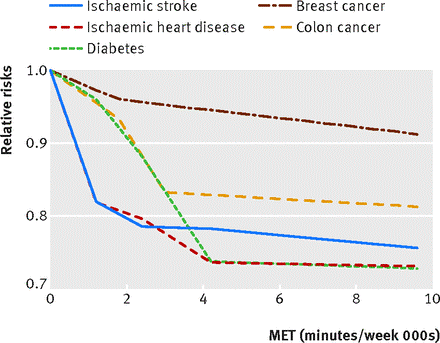 Ischaemic stroke
Ischaemic heart disease
Diabetes
Breast cancer
Colon cancer
Relative risks
1.0
0.9
0.8
0.7
0 2 4 6 8 10
MET (minutes/week 000s)